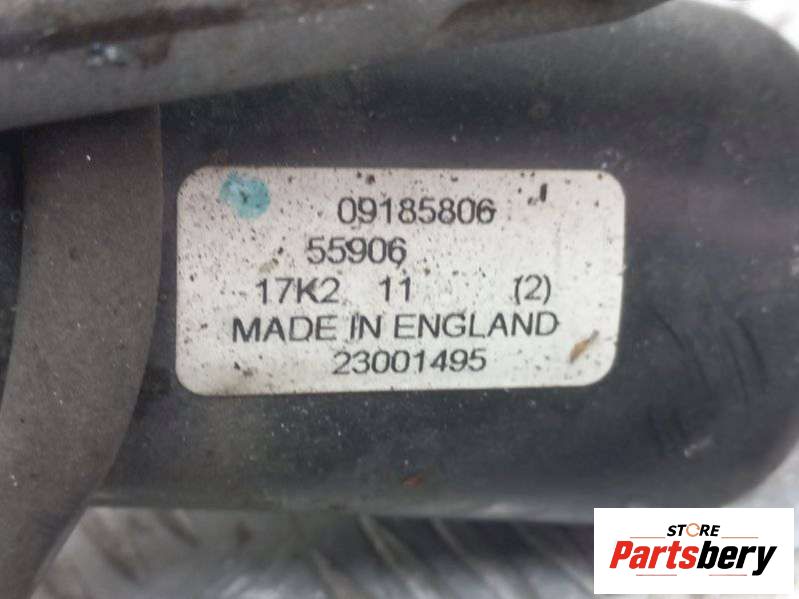 09185806
55906
17K2 11 (2)
MADE IN ENGLAND
23001495
STORE
Partsbery